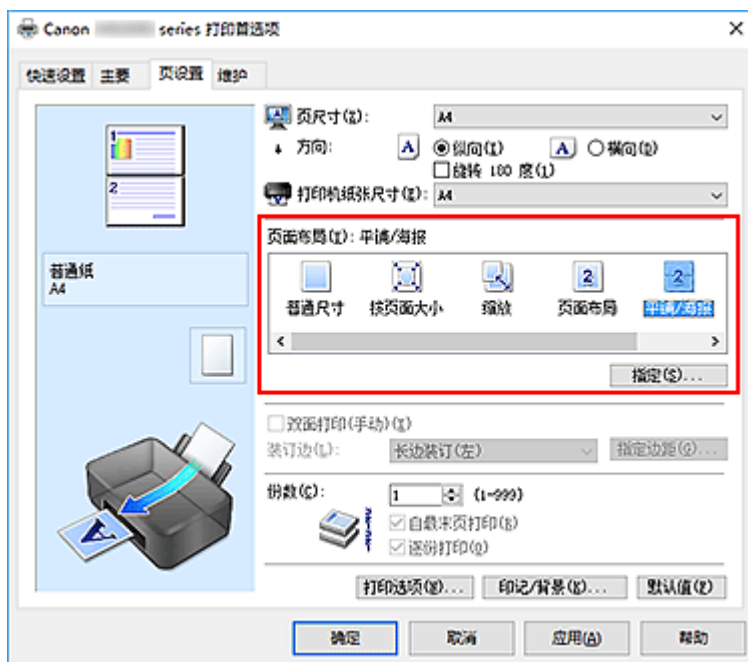 Canon series 打印首选项
快速设置 主要 页设置 维护
1
2
普通纸
A4
页尺寸(Z): A4
方向: A 纵向(I) A 横向(D)
旋转 180 度(1)
打印机纸张尺寸(E): A4
页面布局(I): 平铺/海报
2 2
普通尺寸 按页面大小 缩放 页面布局 平铺/海报
指定(S)...
双面打印(手动)(X)
装订边(L): 长边装订(左) 指定边距(G)...
份数(C): 1 (1-999)
自最末页打印(B)
逐份打印(O)
A
打印选项(N)... 印记/背景(K)... 默认值(F)
确定 取消 应用(A) 帮助